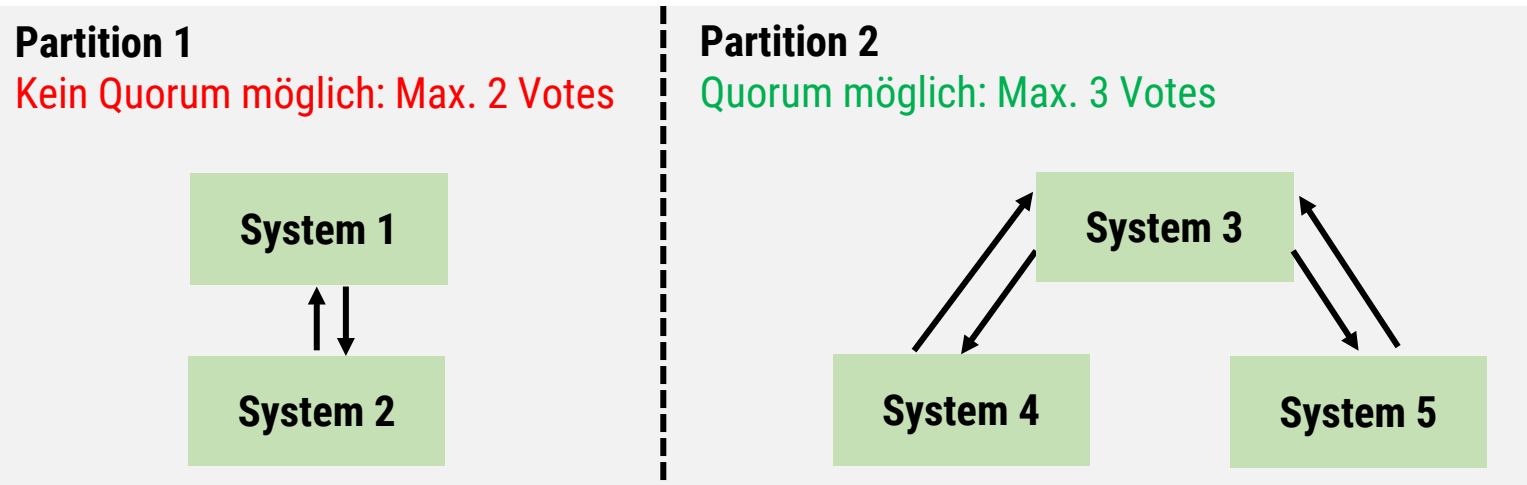 Partition 1
Kein Quorum möglich: Max. 2 Votes
System 1
System 2
Partition 2
Quorum möglich: Max. 3 Votes
System 3
System 4
System 5